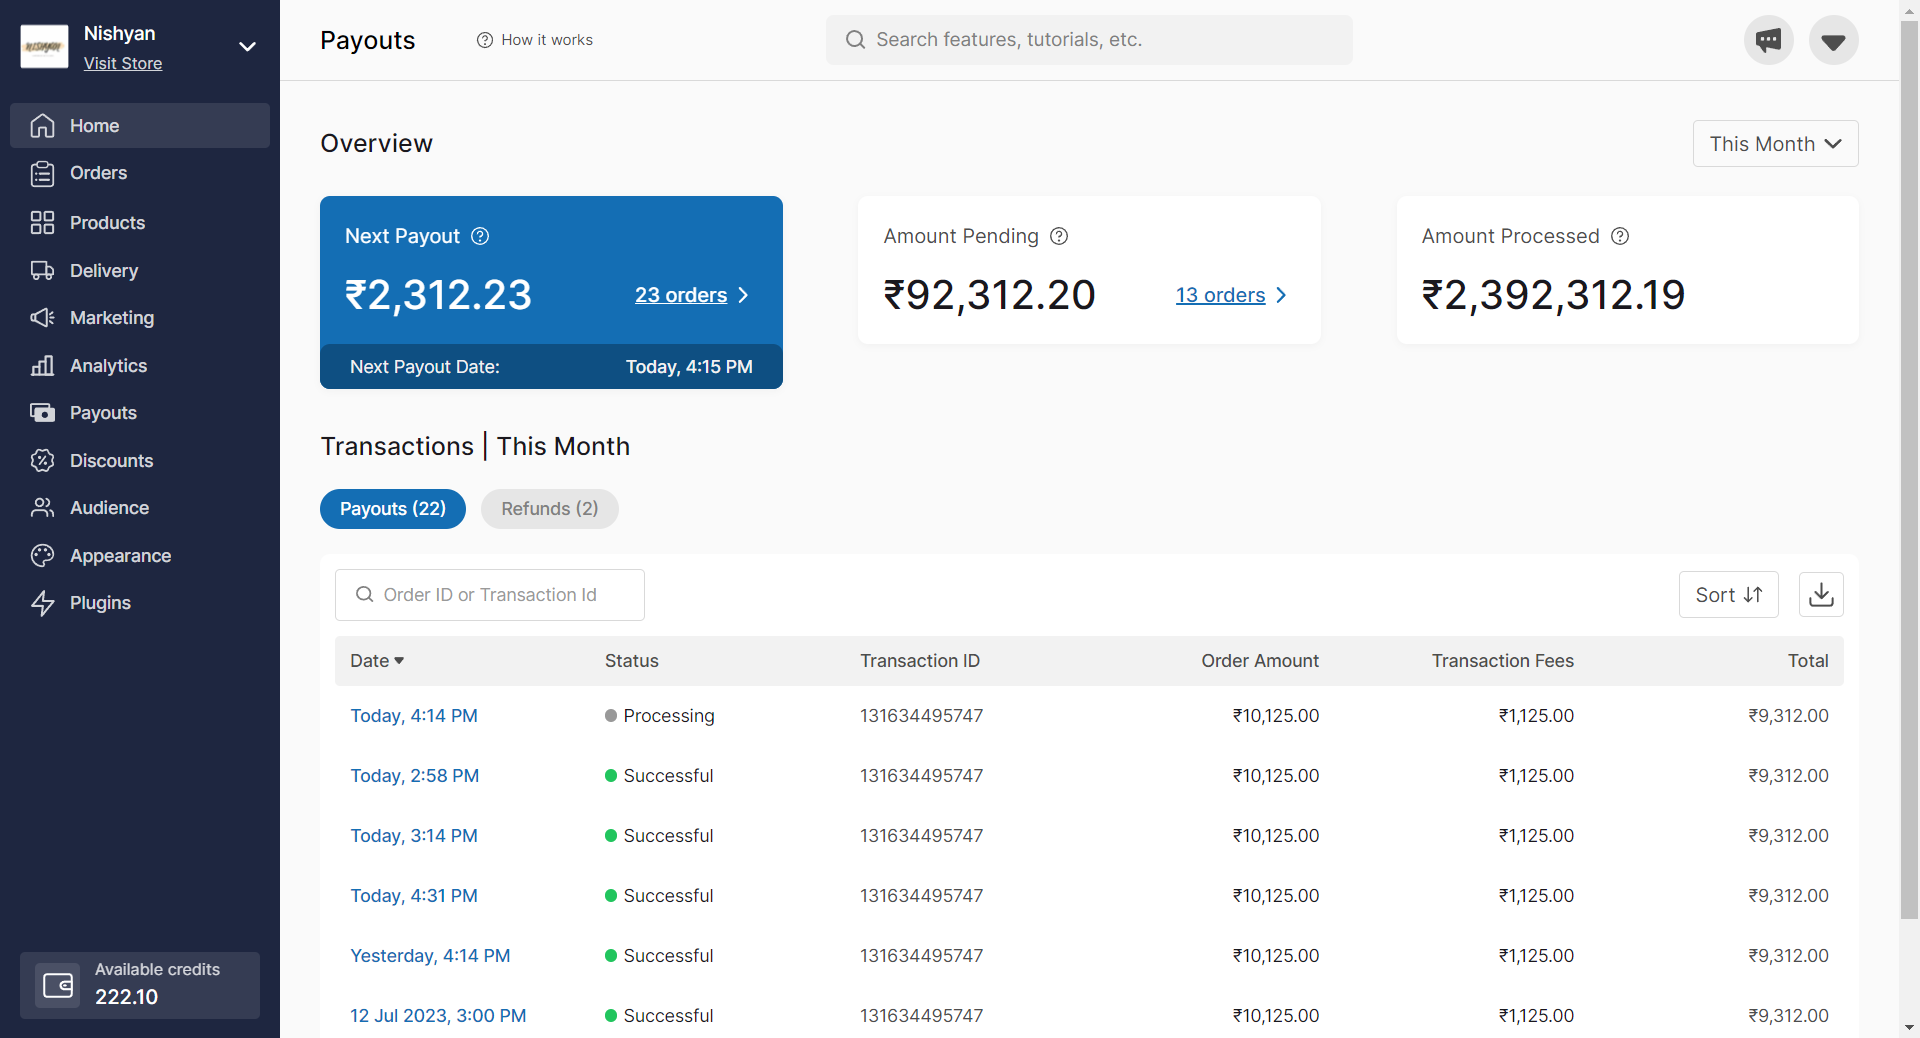 Nishyan
Visit Store
Home
Orders
Products
Delivery
Marketing
Analytics
Payouts
Discounts
Audience
Appearance
Plugins
Available credits
222.10
Payouts
How it works
Search features, tutorials, etc.
Overview
This Month
Next Payout
₹2,312.23
23 orders
Next Payout Date: Today, 4:15 PM
Amount Pending
₹92,312.20
13 orders
Amount Processed
₹2,392,312.19
Transactions | This Month
Payouts (22) Refunds (2)
Order ID or Transaction Id
Sort
Date Status Transaction ID Order Amount Transaction Fees Total
Today, 4:14 PM Processing 131634495747 ₹10,125.00 ₹1,125.00 ₹9,312.00
Today, 2:58 PM Successful 131634495747 ₹10,125.00 ₹1,125.00 ₹9,312.00
Today, 3:14 PM Successful 131634495747 ₹10,125.00 ₹1,125.00 ₹9,312.00
Today, 4:31 PM Successful 131634495747 ₹10,125.00 ₹1,125.00 ₹9,312.00
Yesterday, 4:14 PM Successful 131634495747 ₹10,125.00 ₹1,125.00 ₹9,312.00
12 Jul 2023, 3:00 PM Successful 131634495747 ₹10,125.00 ₹1,125.00 ₹9,312.00